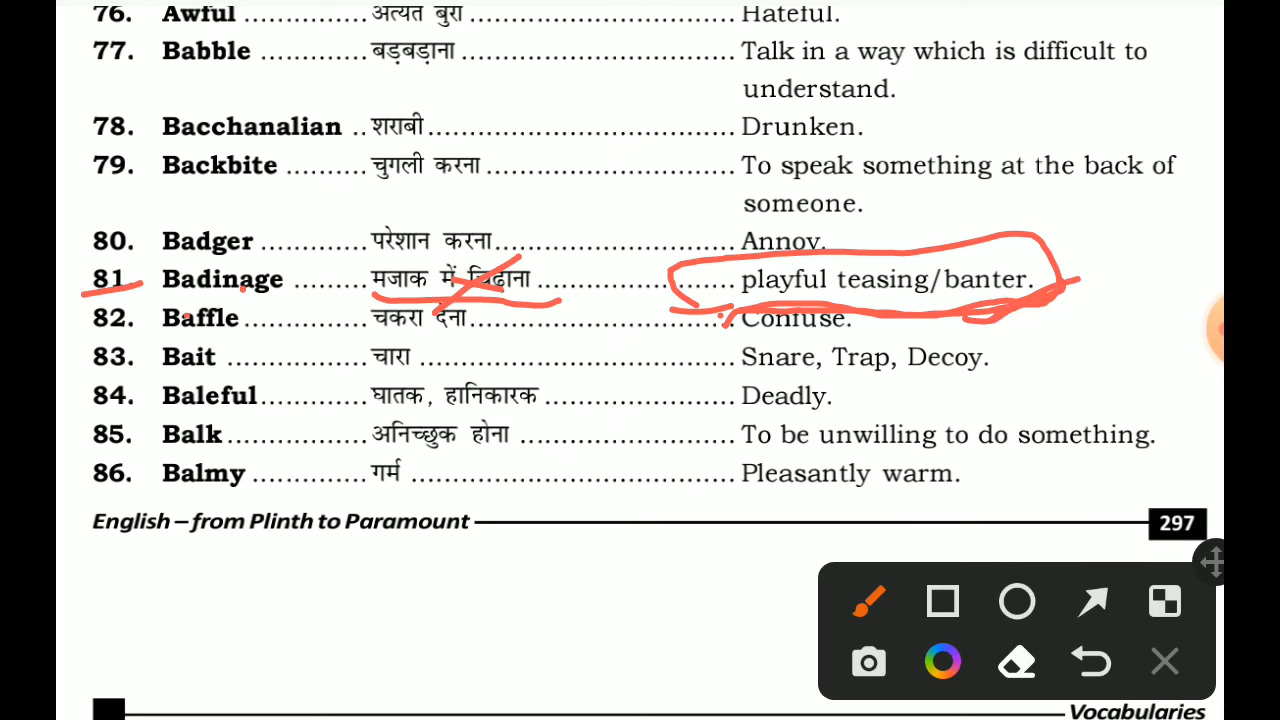 76. Awful .............. अत्यंत बुरा ....................................... Hateful.
77. Babble .............. बड़बड़ाना ....................................... Talk in a way which is difficult to
understand.
78. Bacchanalian .. शराबी....................................... Drunken.
79. Backbite .......... चुगली करना .................................... To speak something at the back of
someone.
80. Badger .............. परेशान करना................................... Annoy.
81. Badinage ......... मजाक में चिढ़ाना ............................ playful teasing/banter.
82. Baffle ................ चकरा देना..................................... Confuse.
83. Bait .................. चारा .......................................... Snare, Trap, Decoy.
84. Baleful.............. घातक, हानिकारक ........................... Deadly.
85. Balk .................. अनिच्छुक होना .............................. To be unwilling to do something.
86. Balmy ............... गर्म ........................................... Pleasantly warm.
English – from Plinth to Paramount 297
Vocabularies